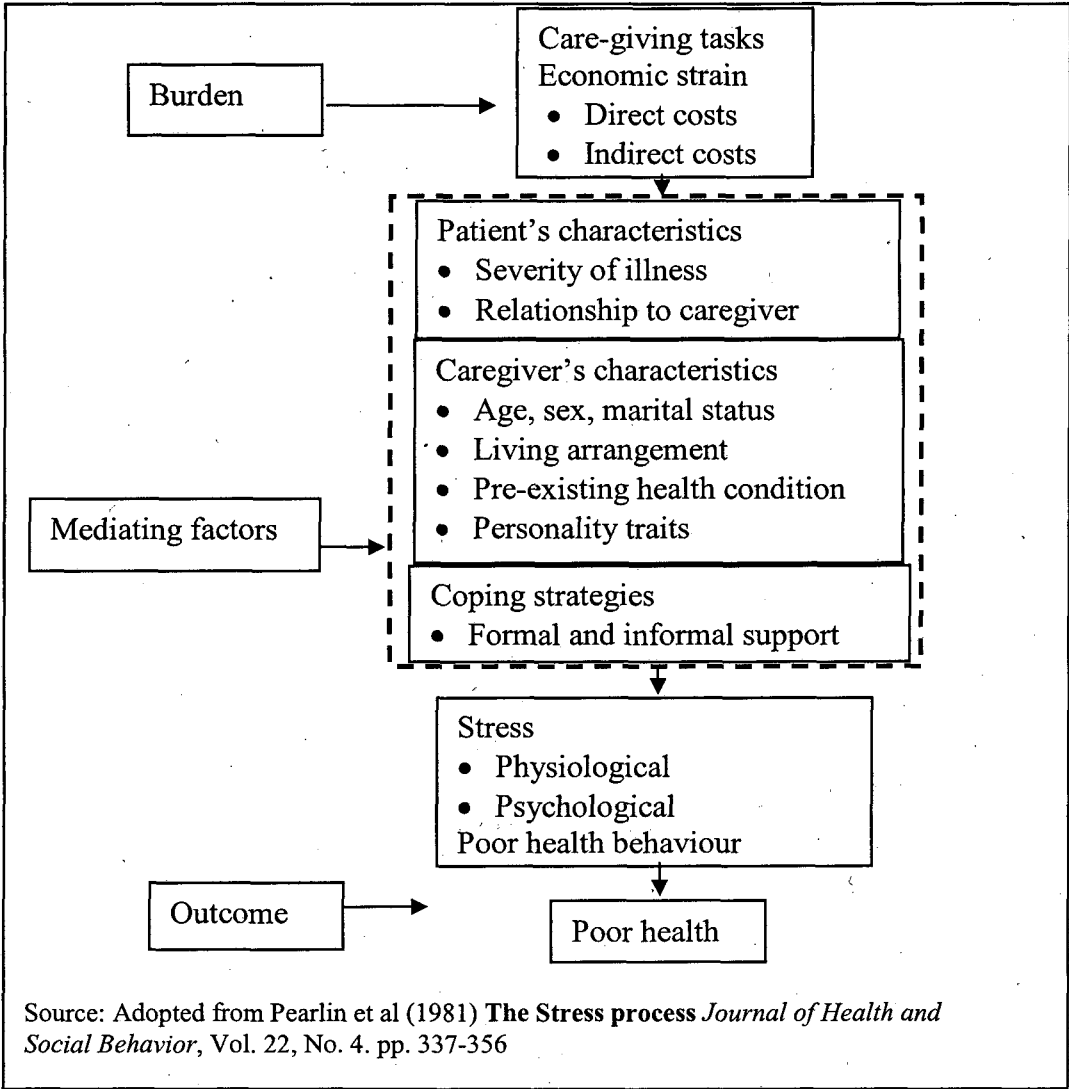 Burden
Care-giving tasks
Economic strain
• Direct costs
• Indirect costs
Mediating factors
Patient's characteristics
• Severity of illness
• Relationship to caregiver
Caregiver's characteristics
• Age, sex, marital status
• Living arrangement
• Pre-existing health condition
• Personality traits
Coping strategies
• Formal and informal support
Stress
• Physiological
• Psychological
Poor health behaviour
Outcome
Poor health
Source: Adopted from Pearlin et al (1981) The Stress process Journal of Health and
Social Behavior, Vol. 22, No. 4. pp. 337-356